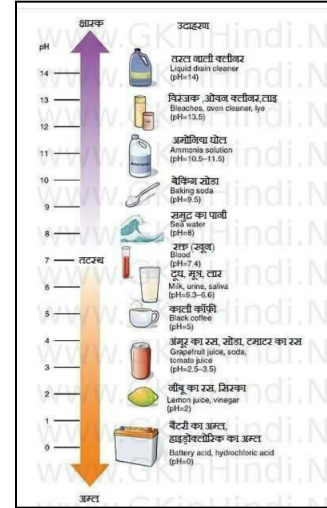 क्षारक
उदाहरण
pH
तरल नाली क्लीनर
Liquid drain cleaner
(pH=14)
14
13
विरंजक ,ओवन क्लीनर,लाइ
Bleaches, oven cleaner, lye
(pH=13.5)
12
11
अमोनिया घोल
Ammonia solution
(pH=10.5–11.5)
Ammonia
10
बेकिंग सोडा
Baking soda
(pH=9.5)
9
8
समुद्र का पानी
Sea water
(pH=8)
7
तटस्थ
रक्त (खून)
Blood
(pH=7.4)
6
दूध, मूत्र, लार
Milk, urine, saliva
(pH=6.3–6.6)
5
काली कॉफी
Black coffee
(pH=5)
4
3
अंगूर का रस, सोडा, टमाटर का रस
Grapefruit juice, soda,
tomato juice
(pH=2.5–3.5)
2
नींबू का रस, सिरका
Lemon juice, vinegar
(pH=2)
1
0
बैटरी का अम्ल,
हाइड्रोक्लोरिक का अम्ल
Battery acid, hydrochloric acid
(pH=0)
अम्ल
WWW.GKinHindi.N